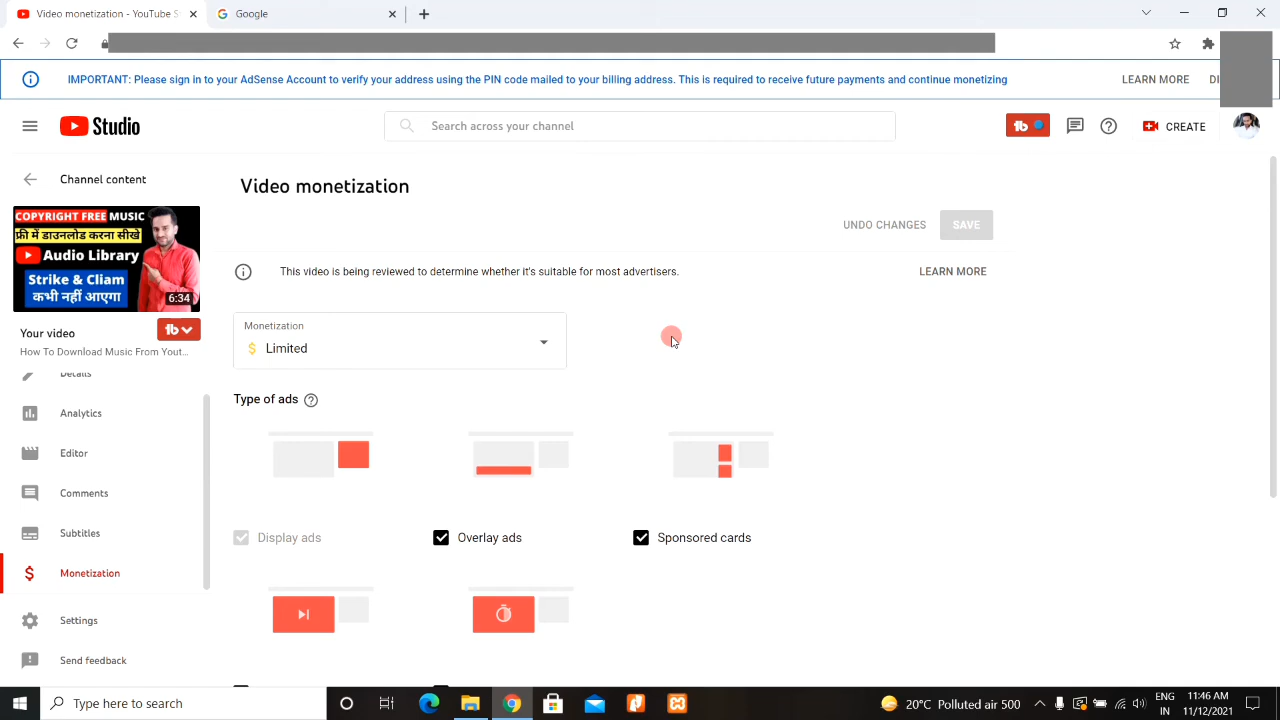 Video monetization - YouTube S
Google
IMPORTANT: Please sign in to your AdSense Account to verify your address using the PIN code mailed to your billing address. This is required to receive future payments and continue monetizing
LEARN MORE
DI
Studio
Search across your channel
CREATE
Channel content
COPYRIGHT FREE MUSIC
फ्री में डाउनलोड करना सीखे
Audio Library
Strike & Cliam
कभी नहीं आएगा
6:34
Your video
How To Download Music From Yout...
Details
Analytics
Editor
Comments
Subtitles
Monetization
Settings
Send feedback
Video monetization
UNDO CHANGES
SAVE
This video is being reviewed to determine whether it's suitable for most advertisers.
LEARN MORE
Monetization
$ Limited
Type of ads
Display ads
Overlay ads
Sponsored cards
Type here to search
20°C Polluted air 500
ENG
IN
11:46 AM
11/12/2021